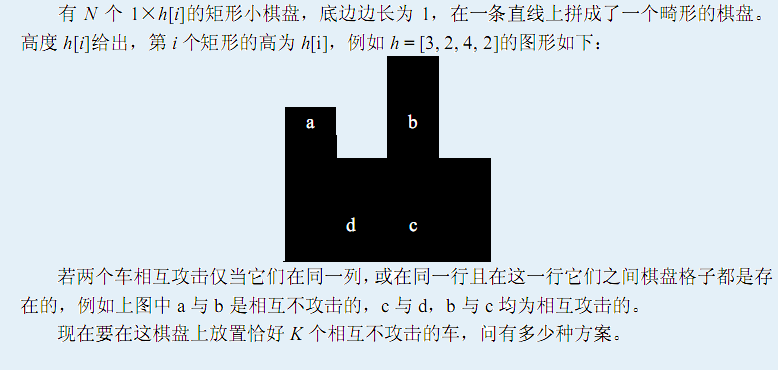 有 N 个 1×h[i]的矩形小棋盘，底边边长为 1，在一条直线上拼成了一个畸形的棋盘。
高度 h[i]给出，第 i 个矩形的高为 h[i]，例如 h = [3, 2, 4, 2]的图形如下：
a b
d c
若两个车相互攻击仅当它们在同一列，或在同一行且在这一行它们之间棋盘格子都是存
在的，例如上图中 a 与 b 是相互不攻击的，c 与 d，b 与 c 均为相互攻击的。
现在要在这棋盘上放置恰好 K 个相互不攻击的车，问有多少种方案。